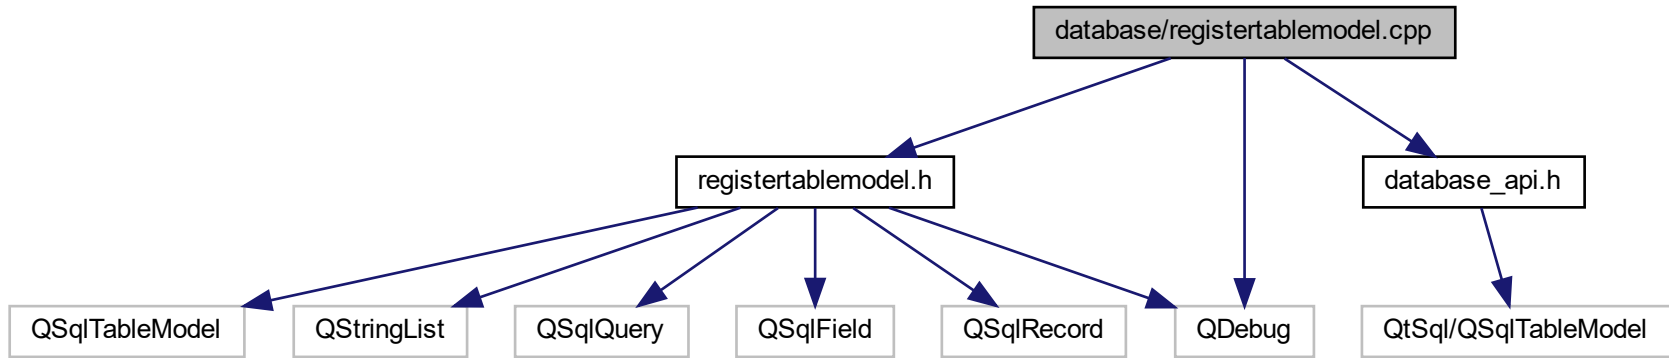 database/registertablemodel.cpp
registertablemodel.h
database_api.h
QSqlTableModel
QStringList
QSqlQuery
QSqlField
QSqlRecord
QDebug
QtSql/QSqlTableModel